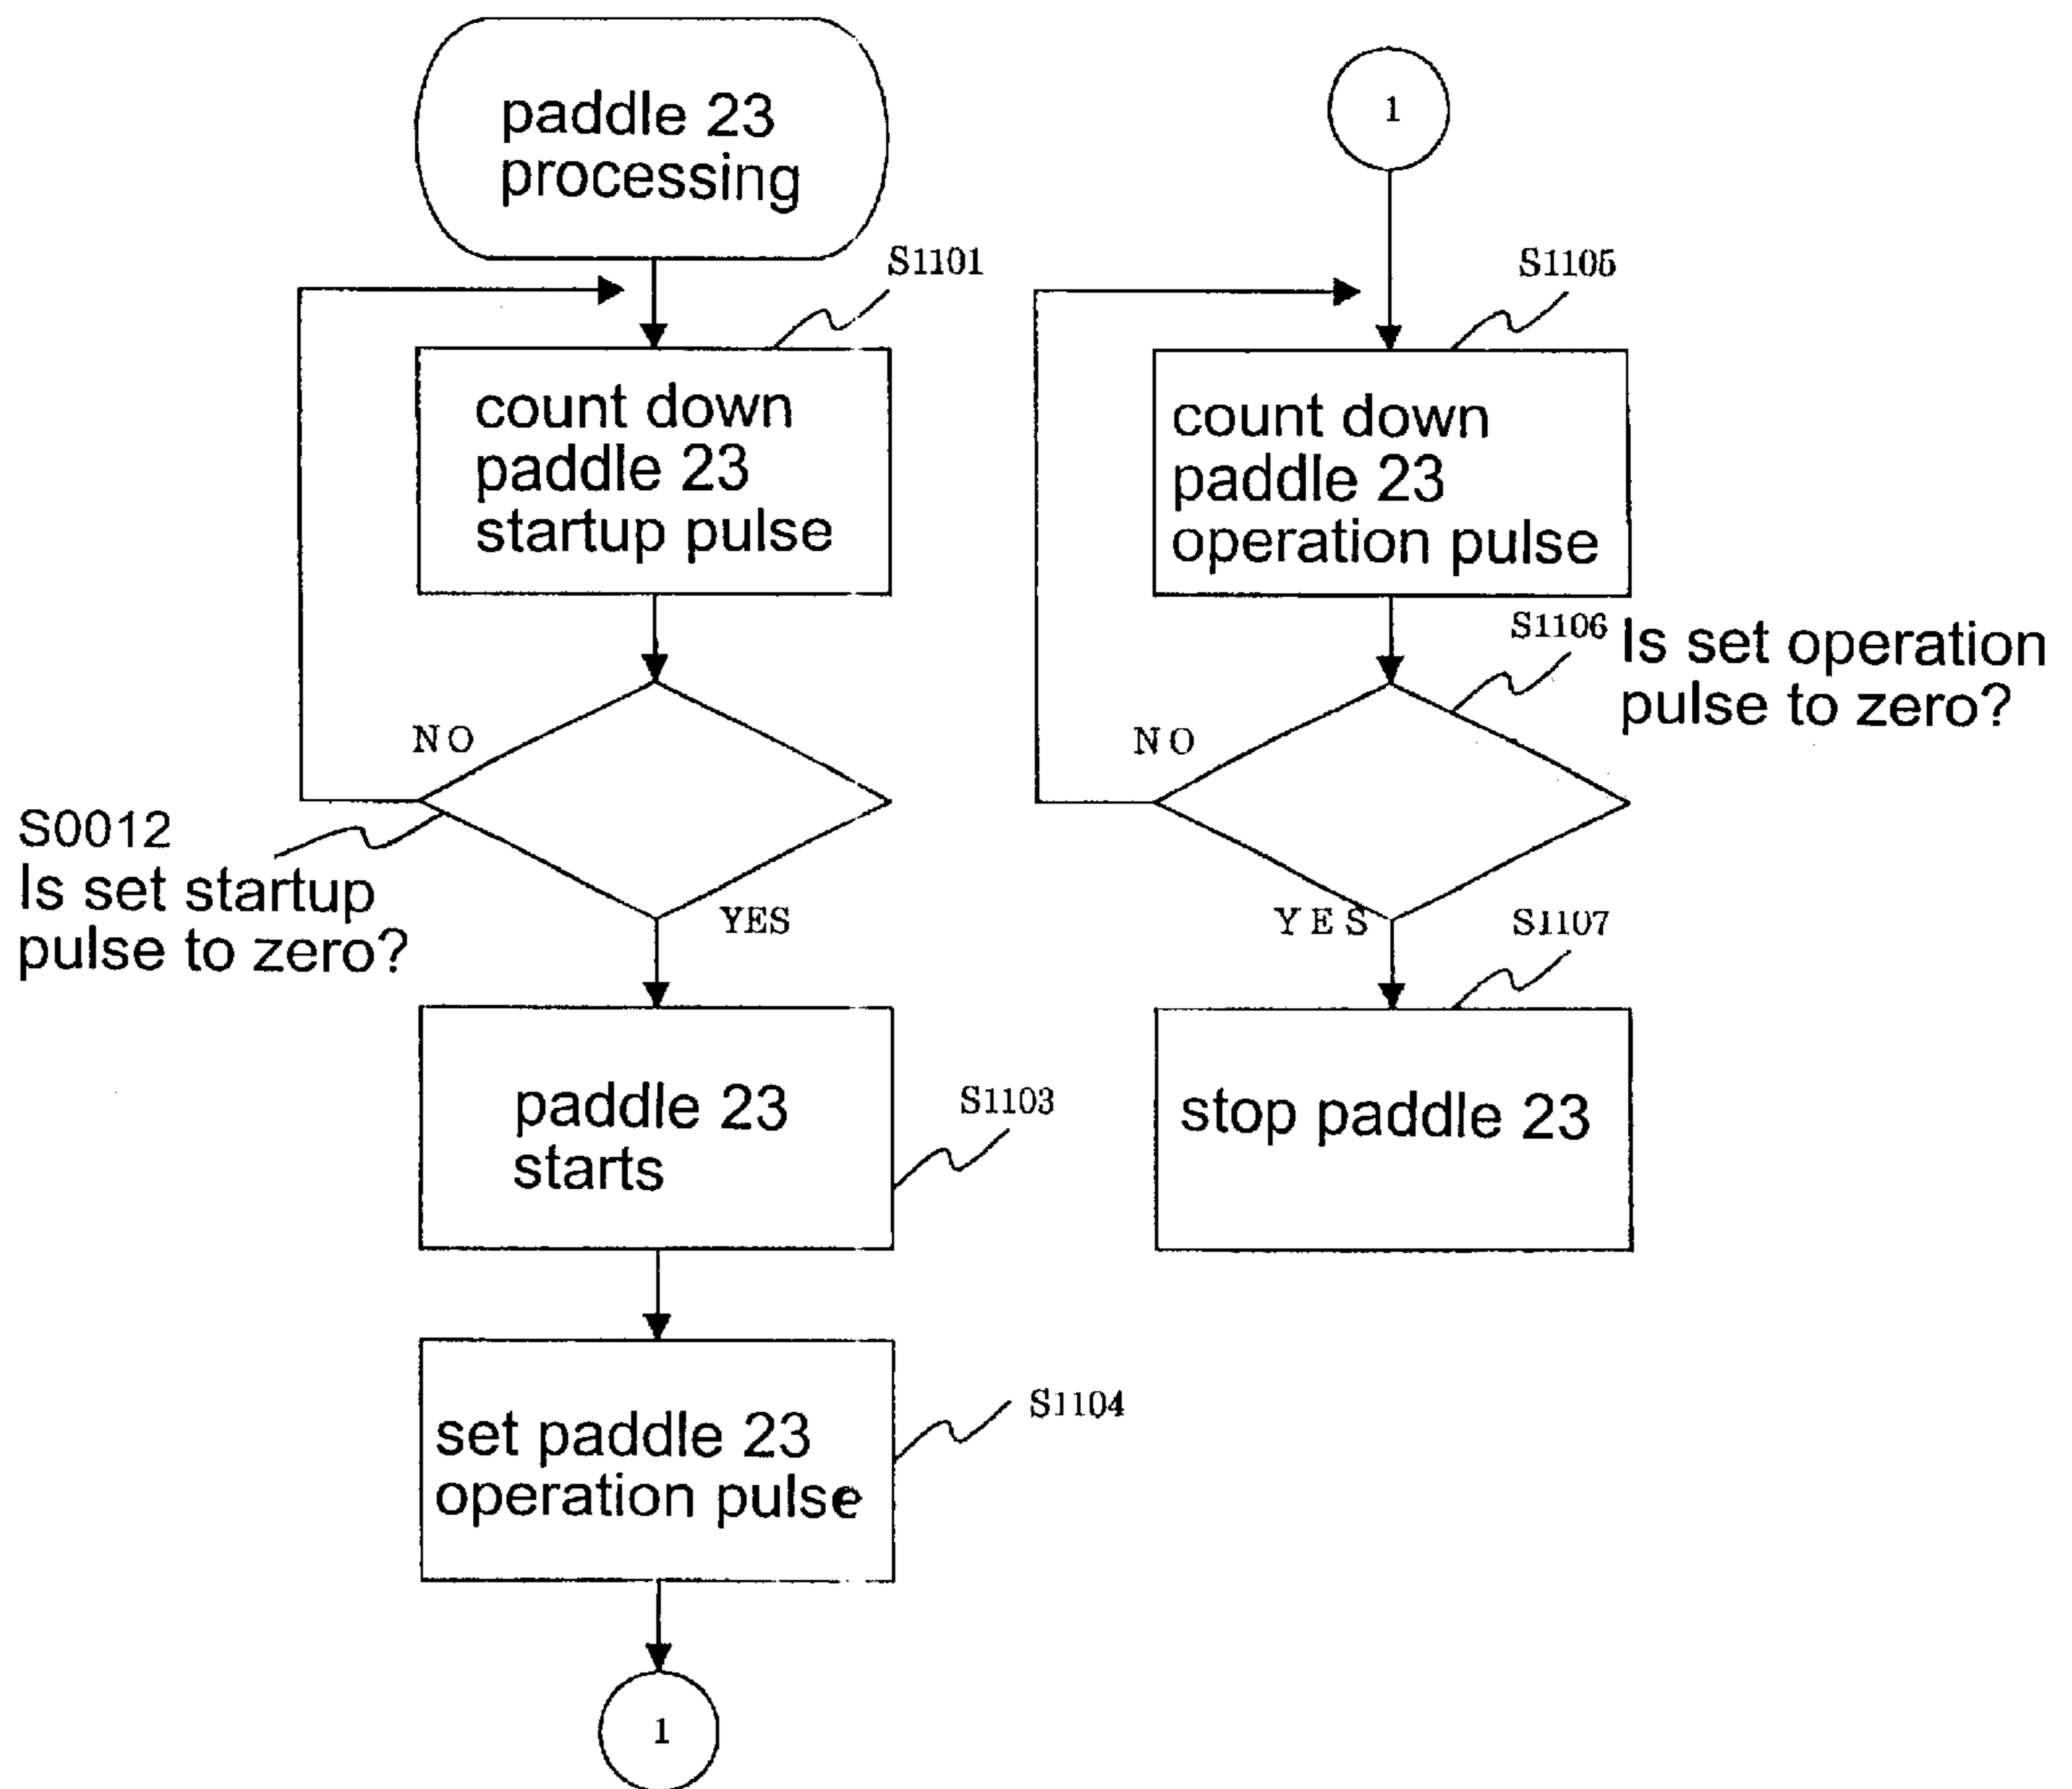 paddle 23
processing
S1101
count down
paddle 23
startup pulse
NO
S0012
Is set startup
pulse to zero?
YES
paddle 23
starts
S1103
set paddle 23
operation pulse
S1104
1
1
S1105
count down
paddle 23
operation pulse
S1106
Is set operation
pulse to zero?
NO
YES
S1107
stop paddle 23